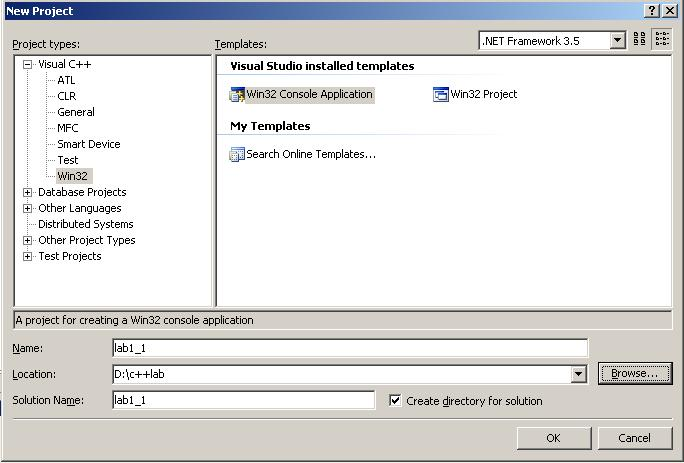 New Project
Project types:
Templates:
.NET Framework 3.5
Visual C++
ATL
CLR
General
MFC
Smart Device
Test
Win32
Database Projects
Other Languages
Distributed Systems
Other Project Types
Test Projects
Visual Studio installed templates
Win32 Console Application
Win32 Project
My Templates
Search Online Templates...
A project for creating a Win32 console application
Name:
lab1_1
Location:
D:\c++lab
Browse...
Solution Name:
lab1_1
Create directory for solution
OK
Cancel